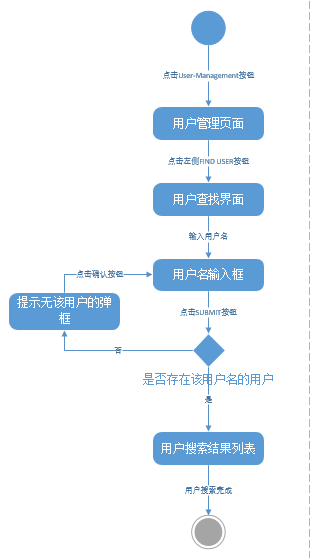 点击User-Management按钮
用户管理页面
点击左侧FIND USER按钮
用户查找界面
输入用户名
点击确认按钮
用户名输入框
提示无该用户的弹
框
点击SUBMIT按钮
否
是否存在该用户名的用户
是
用户搜索结果列表
用户搜索完成